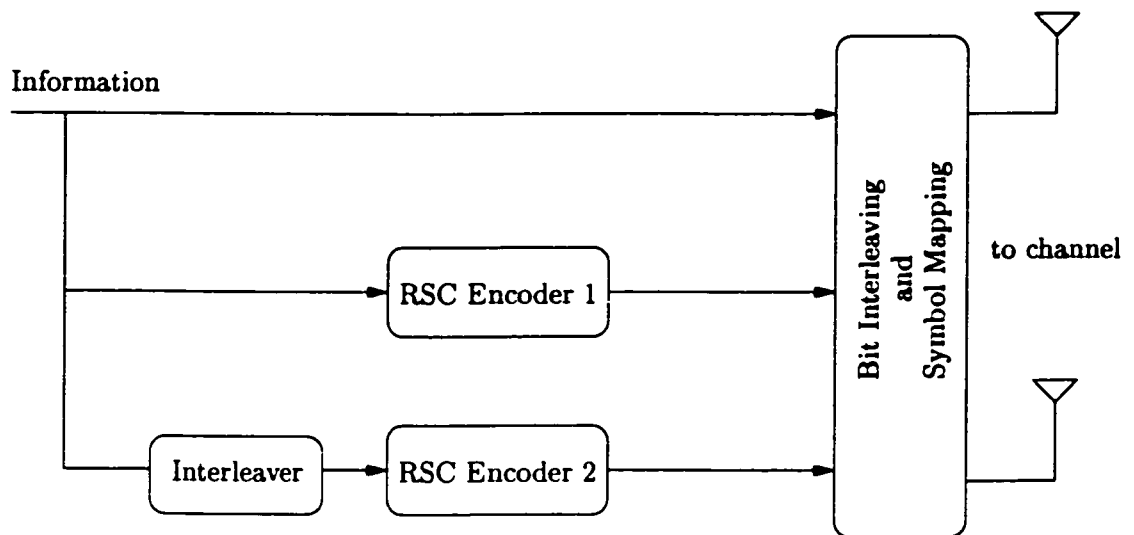 Information
RSC Encoder 1
Interleaver
RSC Encoder 2
Bit Interleaving
and
Symbol Mapping
to channel